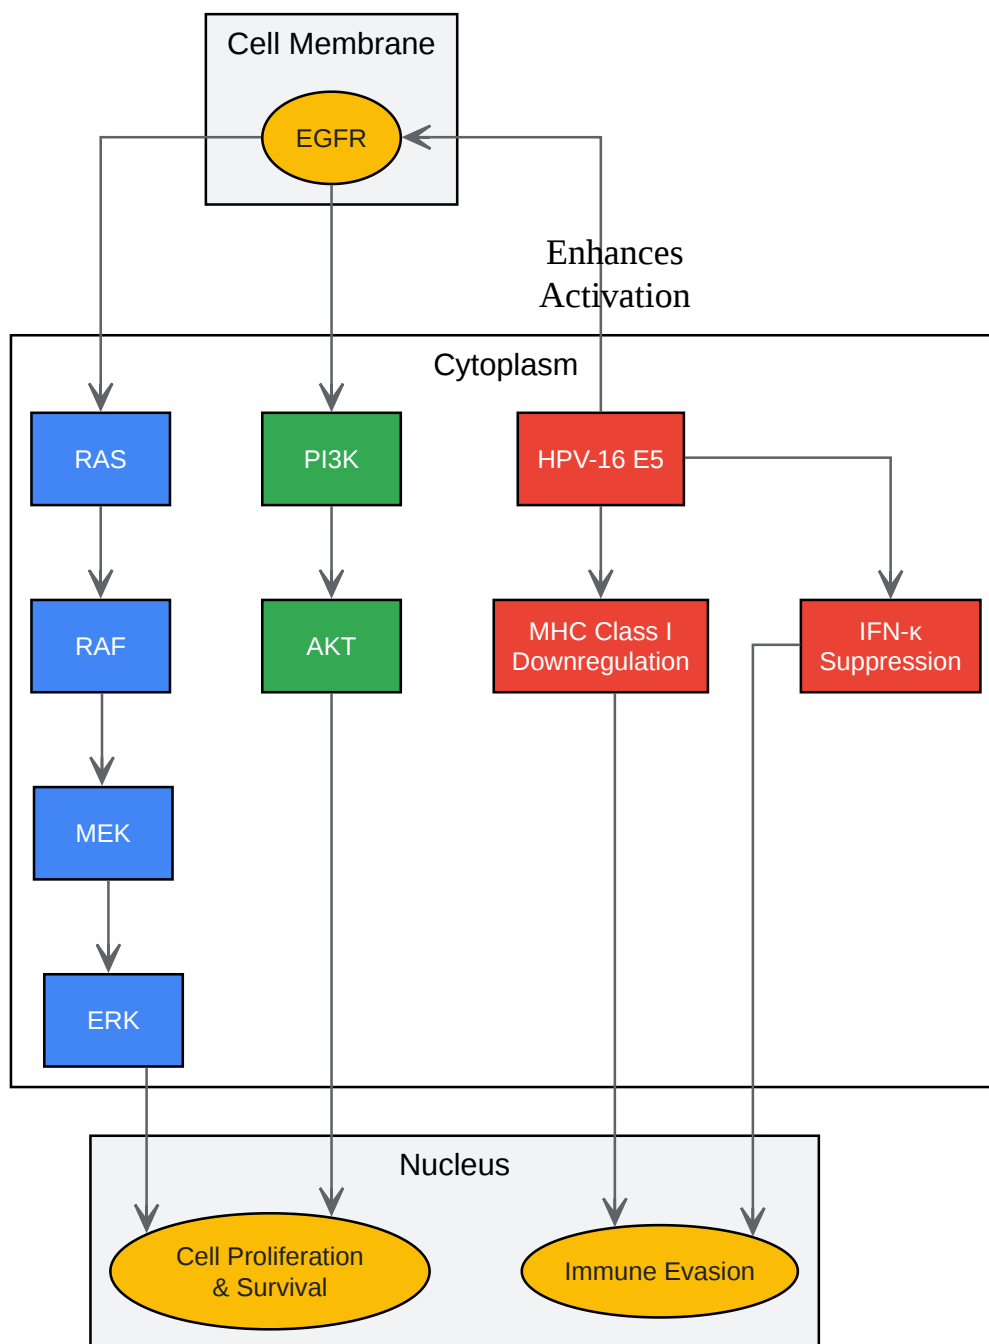 Cell Membrane
EGFR
Enhances
Activation
Cytoplasm
RAS
PI3K
HPV-16 E5
RAF
AKT
MHC Class I
Downregulation
IFN-κ
Suppression
MEK
ERK
Nucleus
Cell Proliferation
& Survival
Immune Evasion